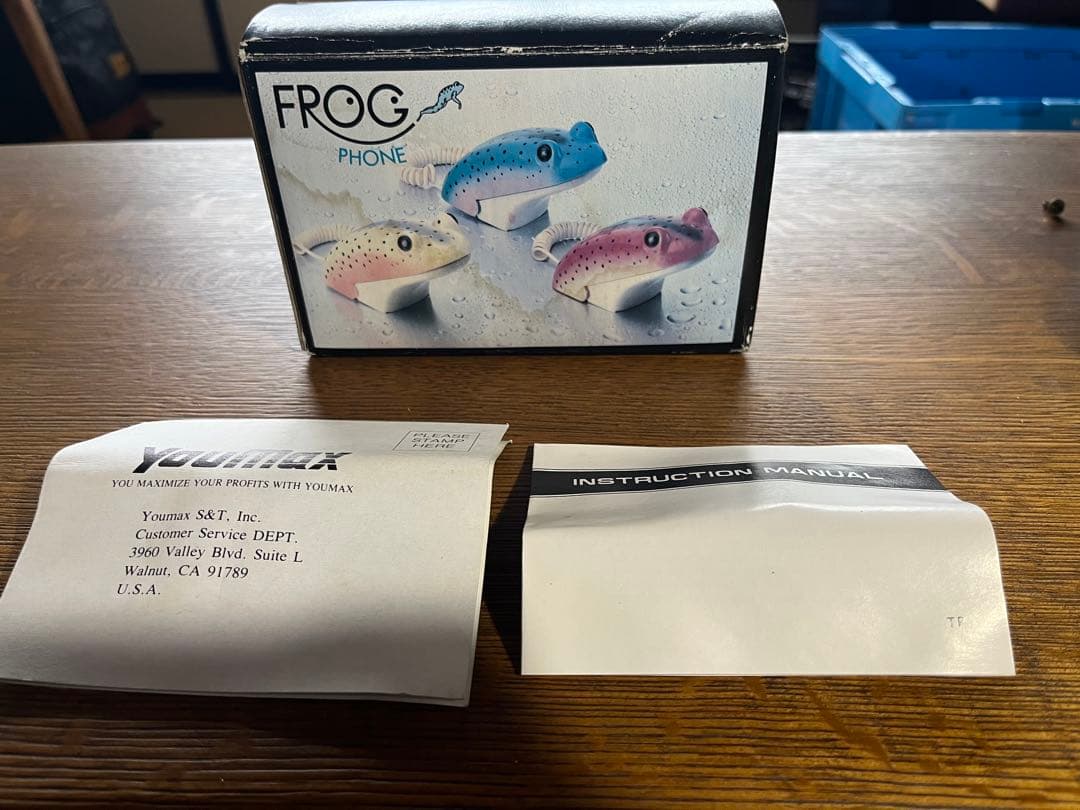 FROG
PHONE
Youmax
PLEASE
STAMP
HERE
YOU MAXIMIZE YOUR PROFITS WITH YOUMAX
Youmax S&T, Inc.
Customer Service DEPT.
3960 Valley Blvd. Suite L
Walnut, CA 91789
U.S.A.
INSTRUCTION MANUAL